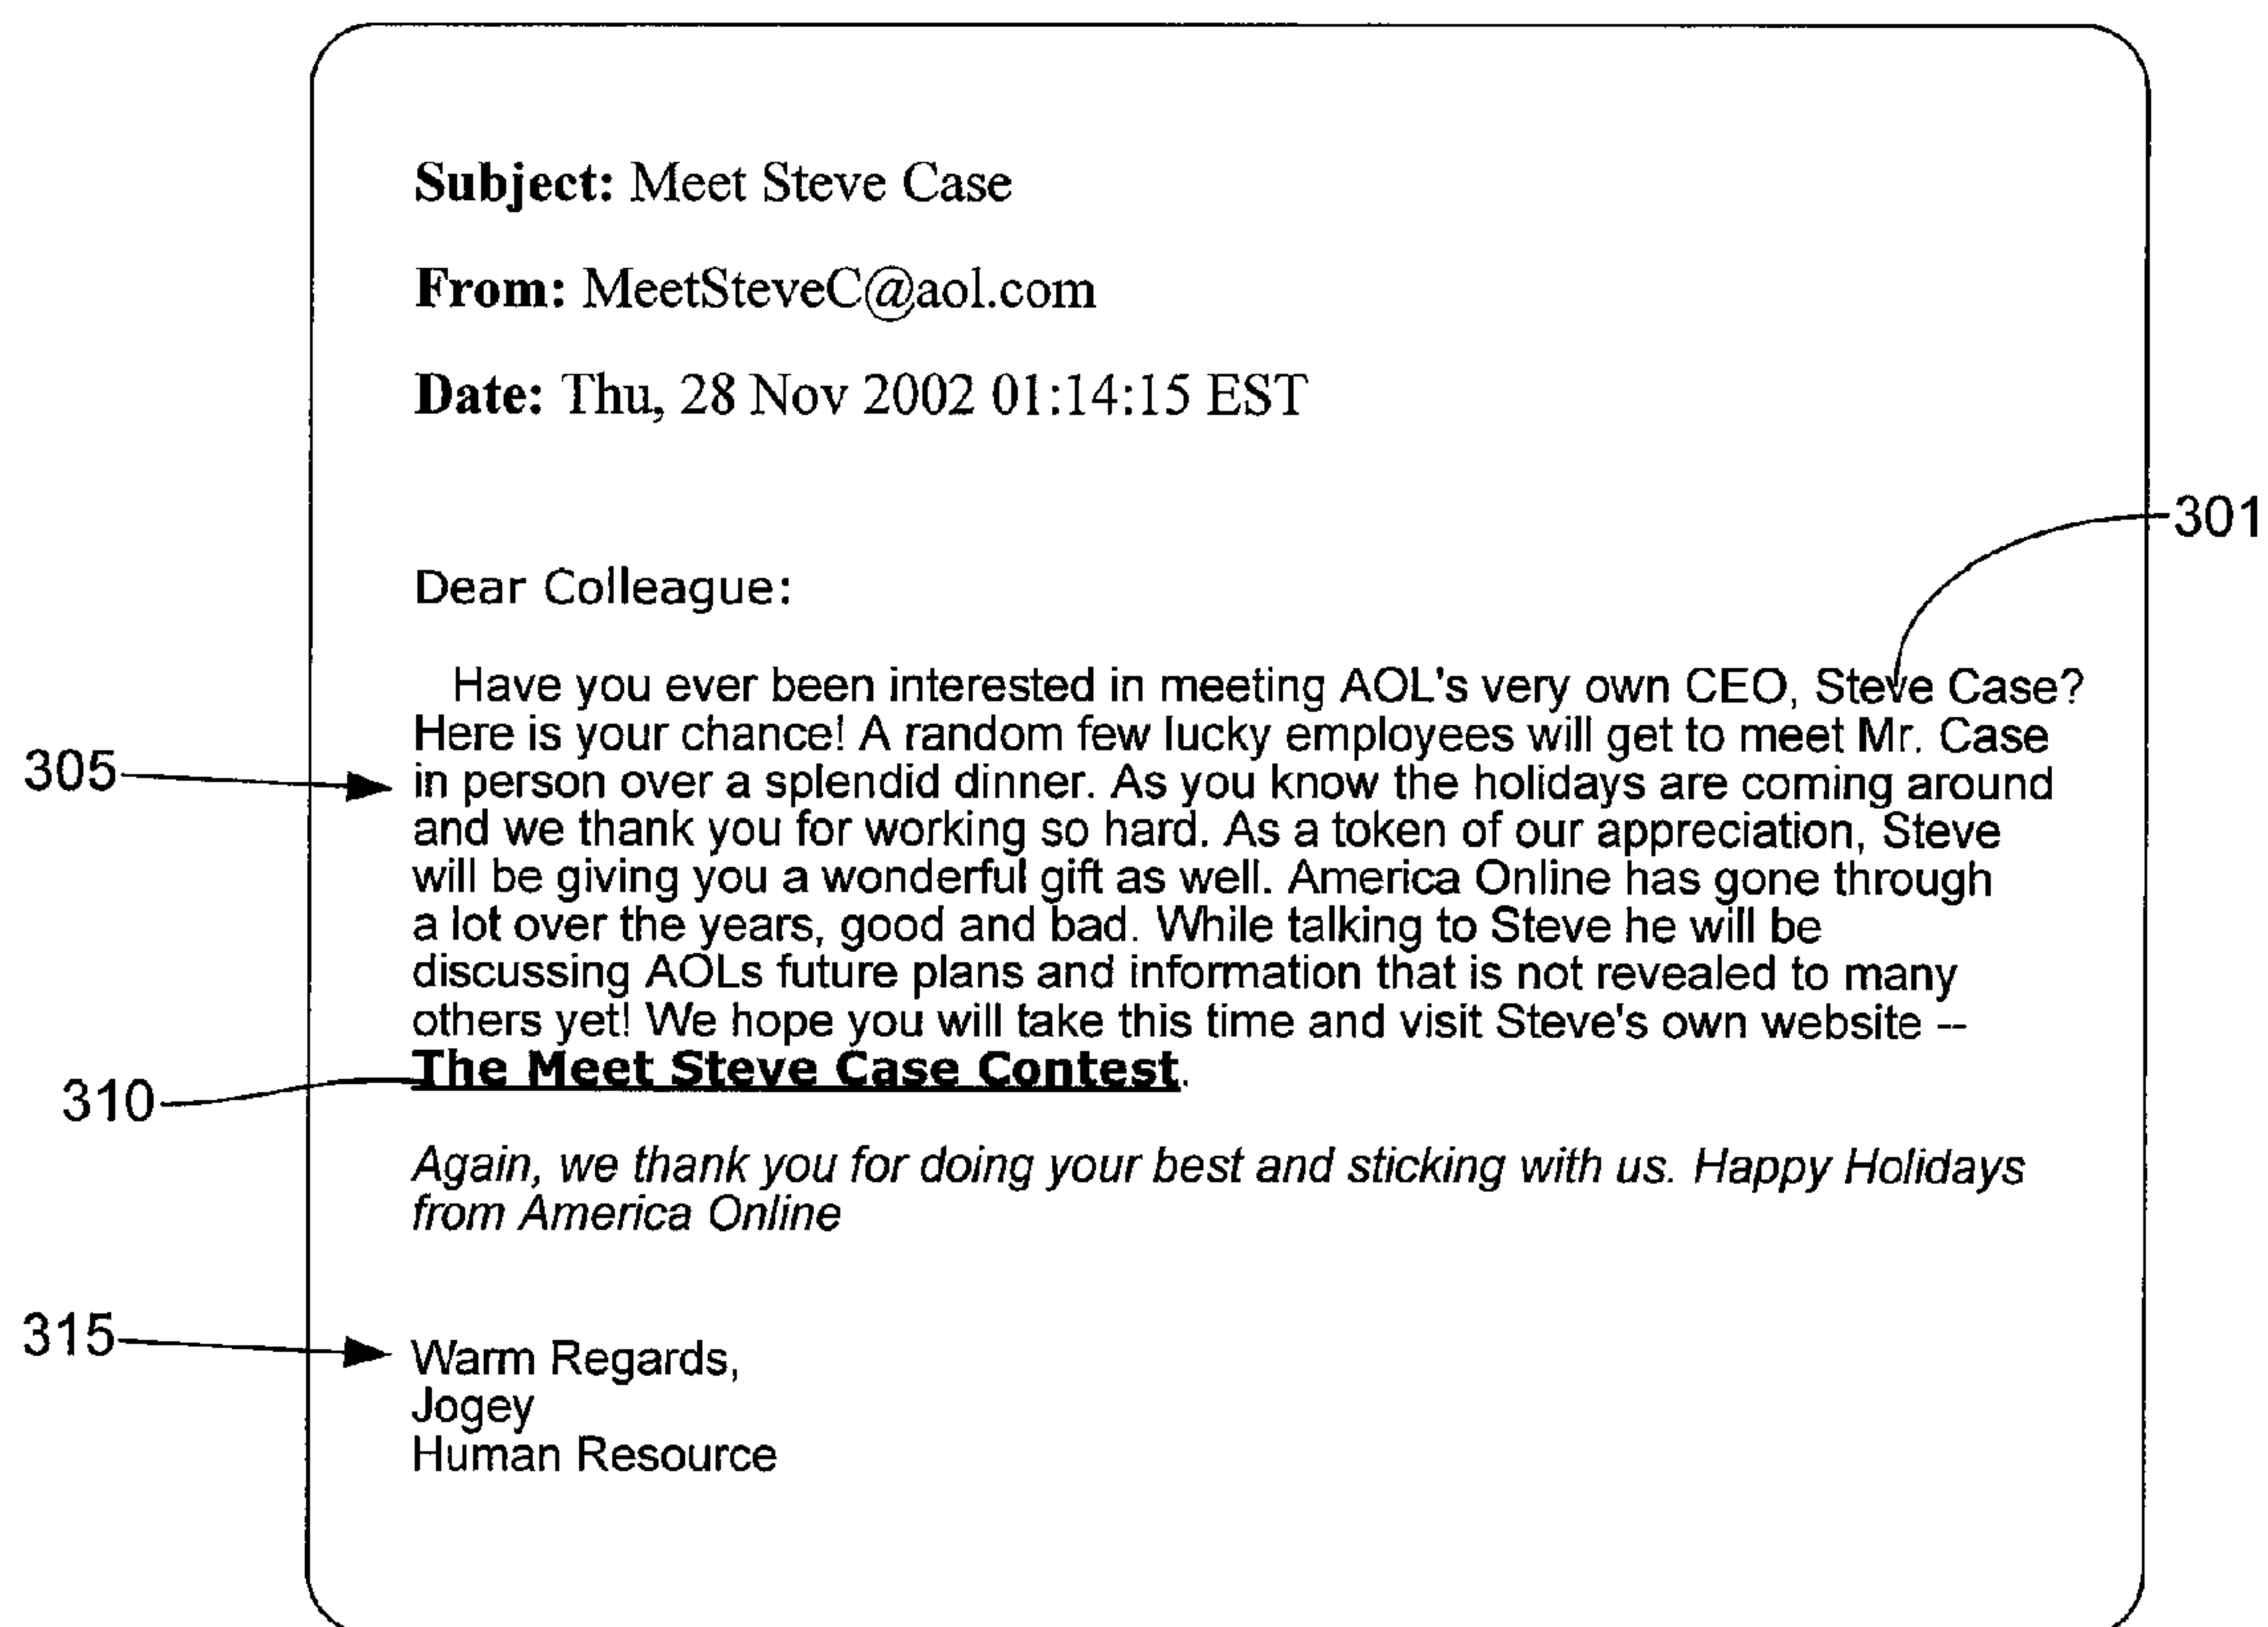 Subject: Meet Steve Case
From: MeetSteveC@aol.com
Date: Thu, 28 Nov 2002 01:14:15 EST
301
Dear Colleague:
Have you ever been interested in meeting AOL's very own CEO, Steve Case?
Here is your chance! A random few lucky employees will get to meet Mr. Case
305
in person over a splendid dinner. As you know the holidays are coming around
and we thank you for working so hard. As a token of our appreciation, Steve
will be giving you a wonderful gift as well. America Online has gone through
a lot over the years, good and bad. While talking to Steve he will be
discussing AOLs future plans and information that is not revealed to many
others yet! We hope you will take this time and visit Steve's own website --
The Meet Steve Case Contest.
310
Again, we thank you for doing your best and sticking with us. Happy Holidays
from America Online
315
Warm Regards,
Jogey
Human Resource